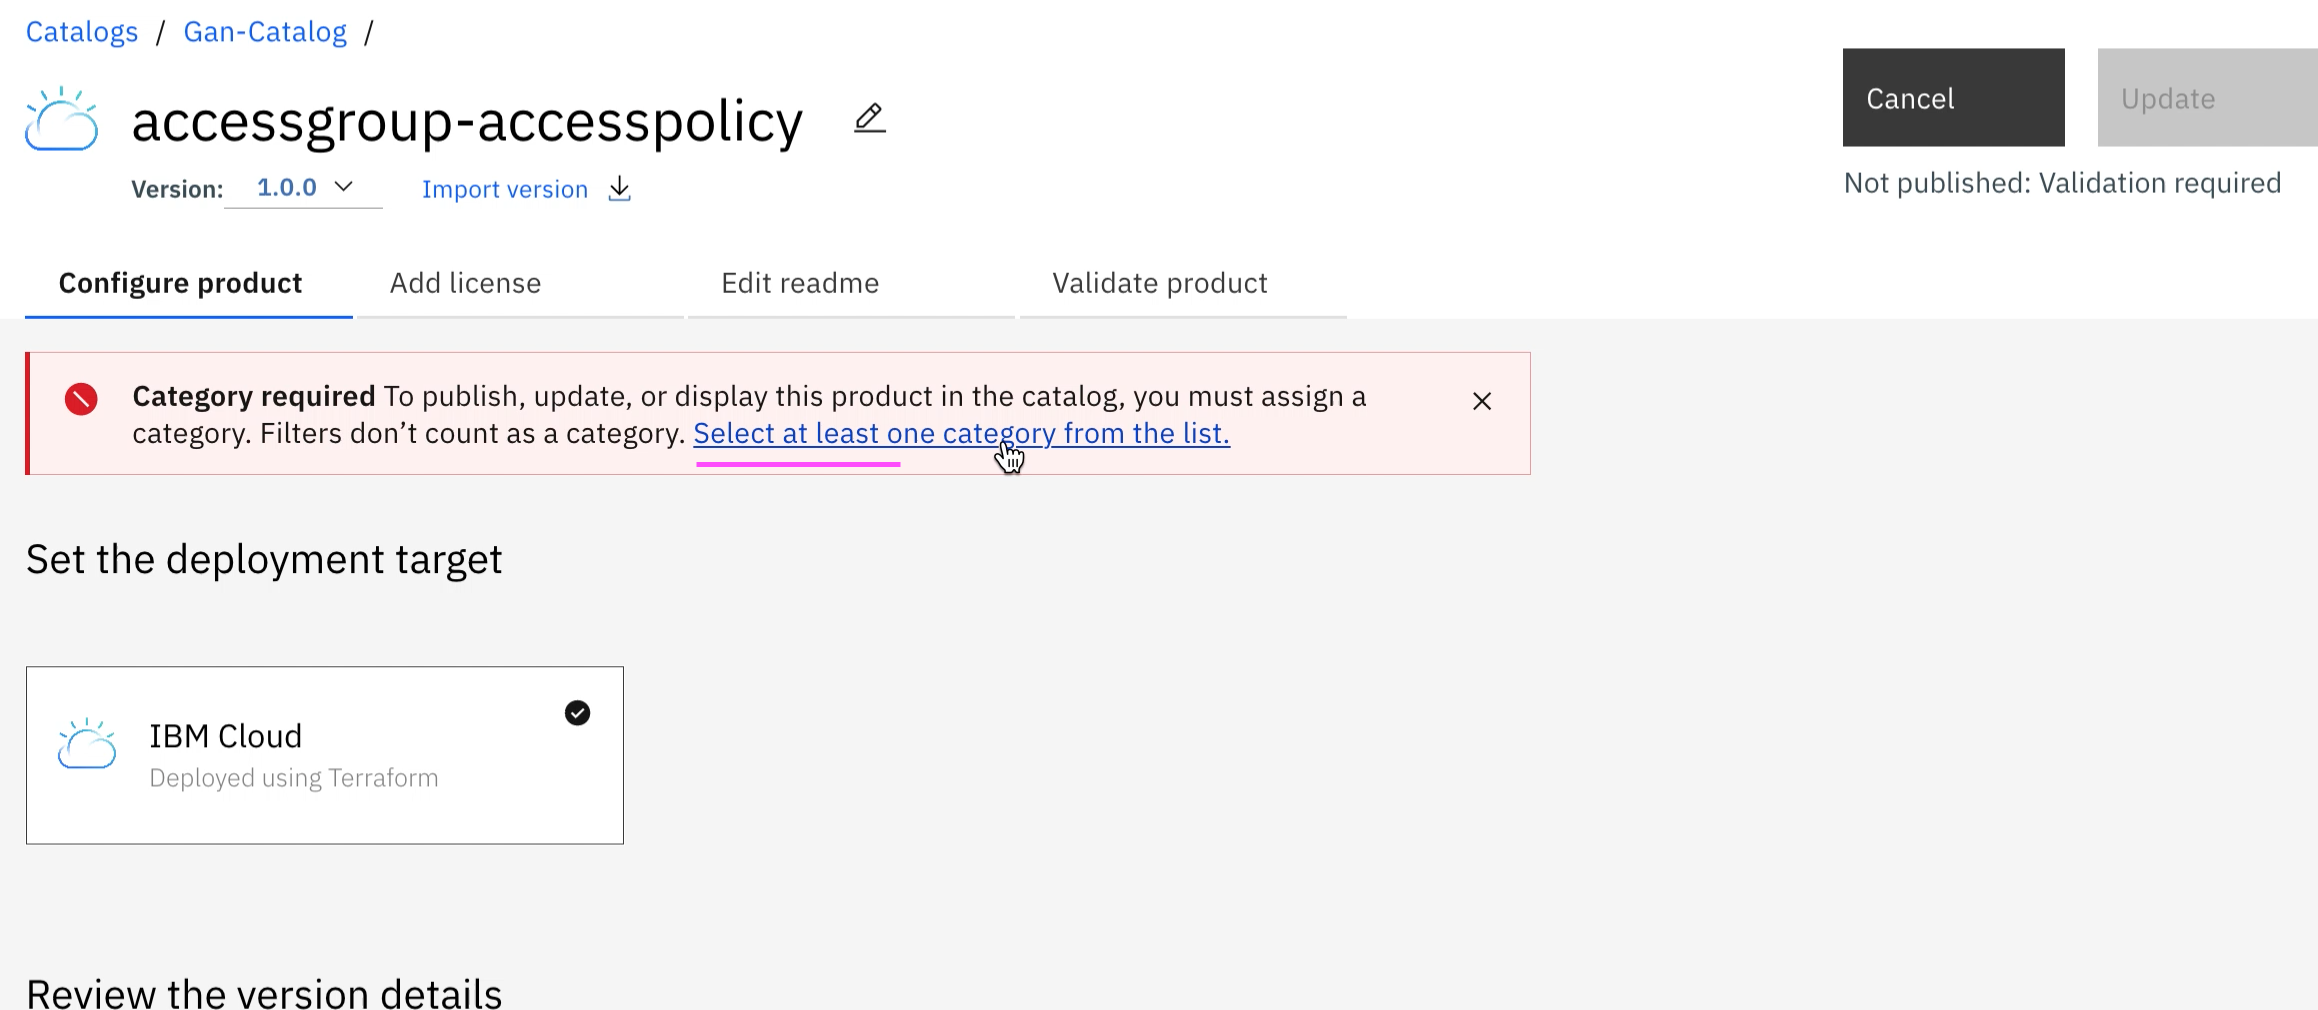 Catalogs / Gan-Catalog /
accessgroup-accesspolicy
Cancel
Update
Version: 1.0.0
Import version
Not published: Validation required
Configure product
Add license
Edit readme
Validate product
Category required To publish, update, or display this product in the catalog, you must assign a
category. Filters don’t count as a category. Select at least one category from the list.
Set the deployment target
IBM Cloud
Deployed using Terraform
Review the version details